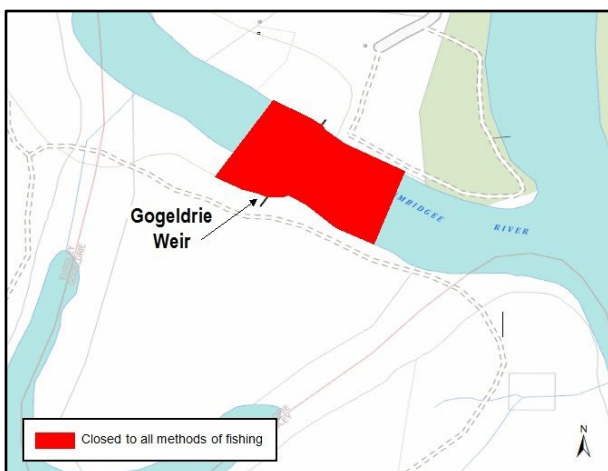 Gogeldrie
Weir
MBIDGEE
RIVER
Closed to all methods of fishing
N